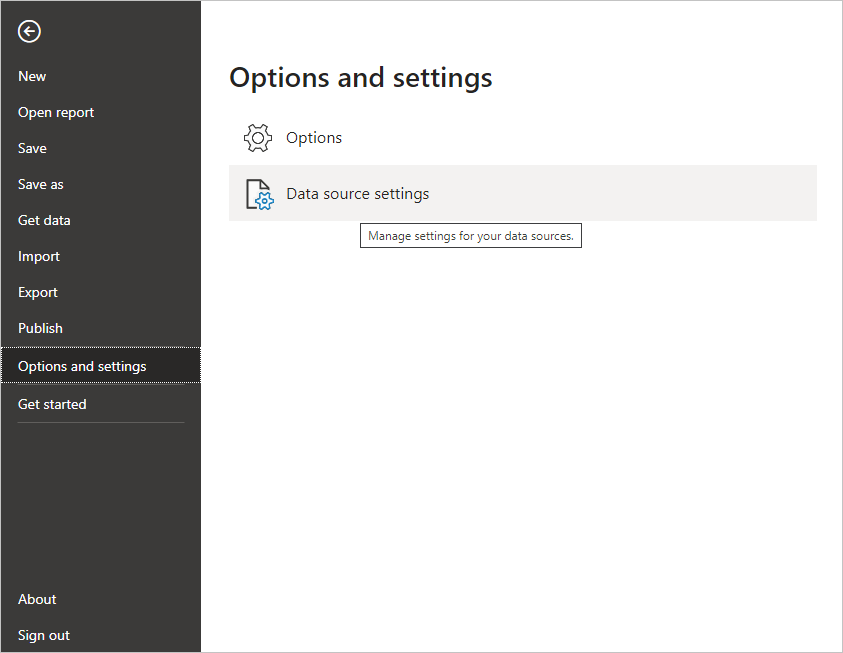 New
Open report
Save
Save as
Get data
Import
Export
Publish
Options and settings
Get started
About
Sign out
Options and settings
Options
Data source settings
Manage settings for your data sources.